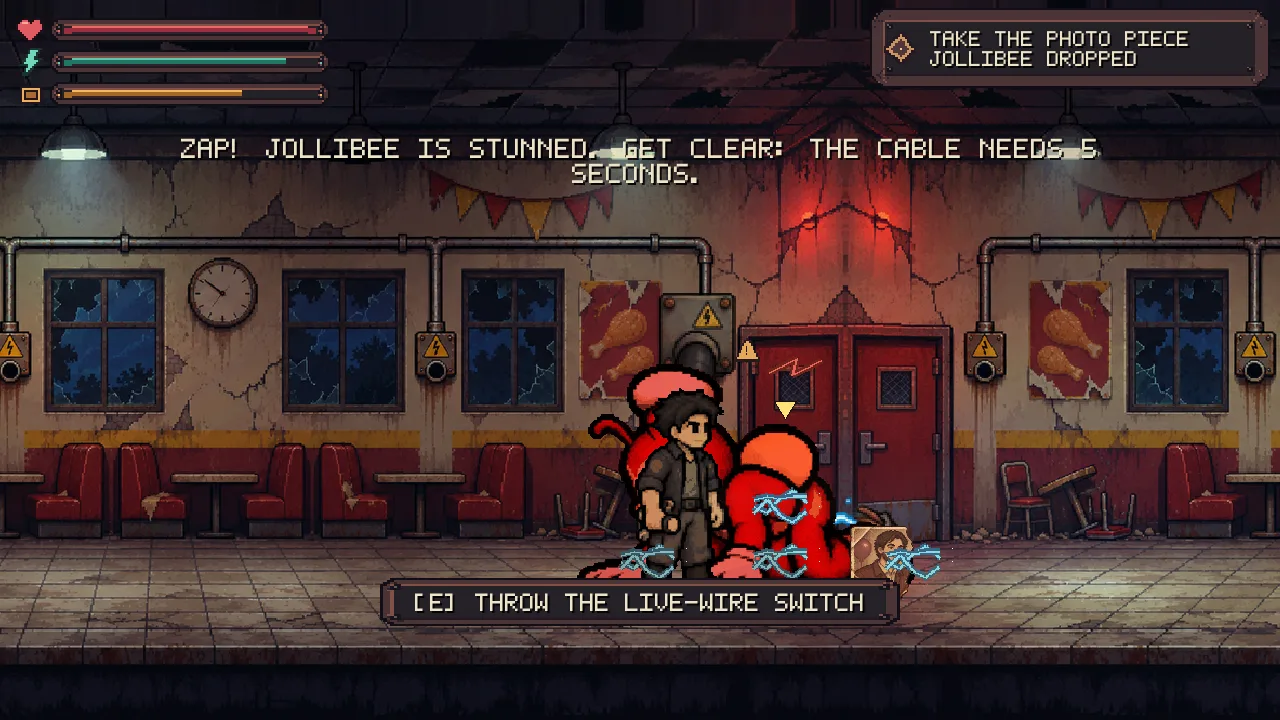 TAKE THE PHOTO PIECE
JOLLIBEE DROPPED
ZAP! JOLLIBEE IS STUNNED. GET CLEAR: THE CABLE NEEDS 5
SECONDS.
[E] THROW THE LIVE-WIRE SWITCH